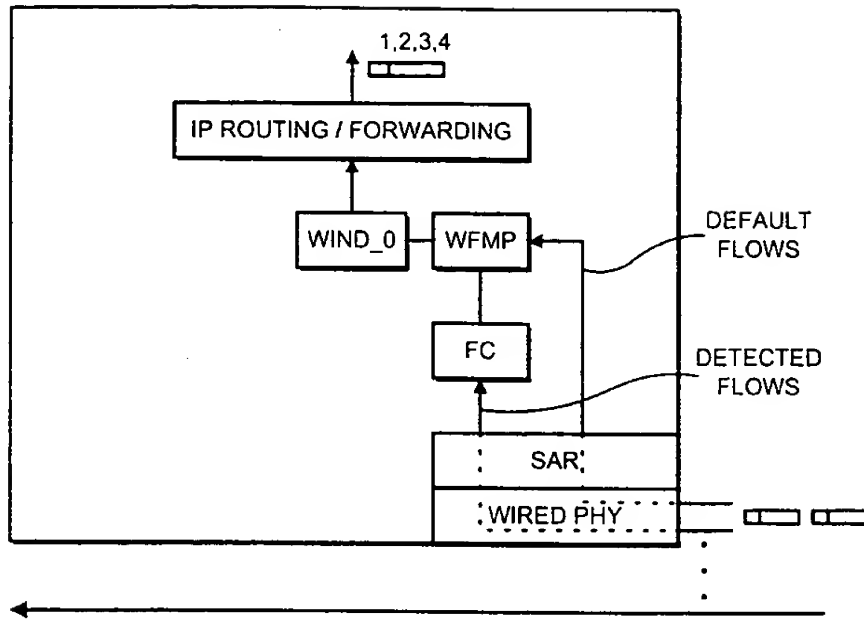 1,2,3,4
IP ROUTING / FORWARDING
WIND_0
WFMP
DEFAULT
FLOWS
FC
DETECTED
FLOWS
SAR
WIRED PHY